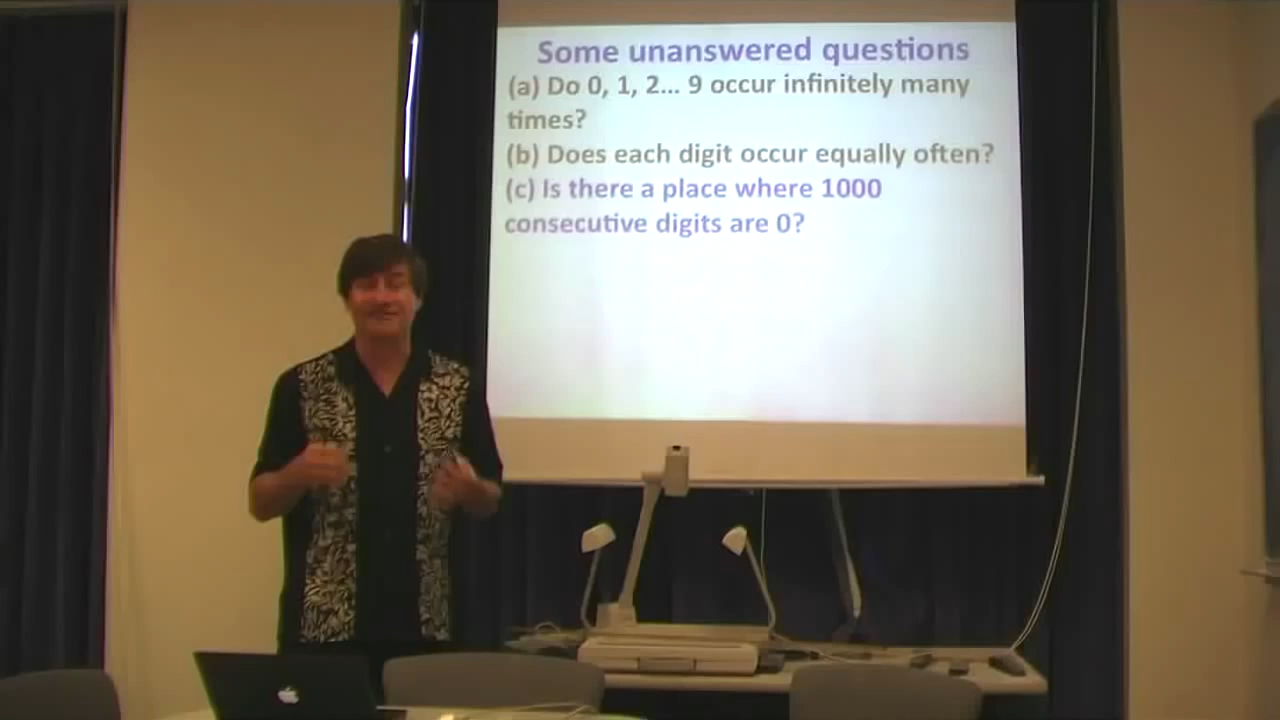 Some unanswered questions
(a) Do 0, 1, 2... 9 occur infinitely many
times?
(b) Does each digit occur equally often?
(c) Is there a place where 1000
consecutive digits are 0?